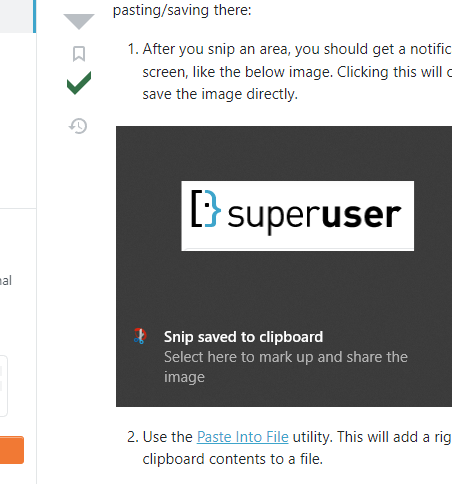 pasting/saving there:
1. After you snip an area, you should get a notific
screen, like the below image. Clicking this will
save the image directly.
superuser
nal
Snip saved to clipboard
Select here to mark up and share the
image
2. Use the Paste Into File utility. This will add a rig
clipboard contents to a file.